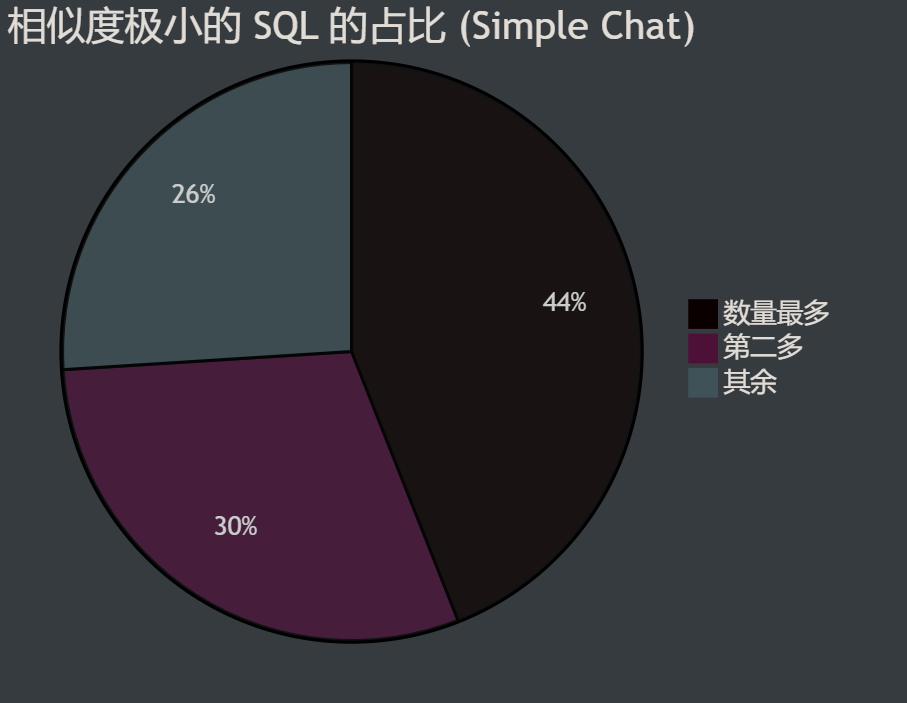 相似度极小的 SQL 的占比 (Simple Chat)
26%
44%
30%
数量最多
第二多
其余